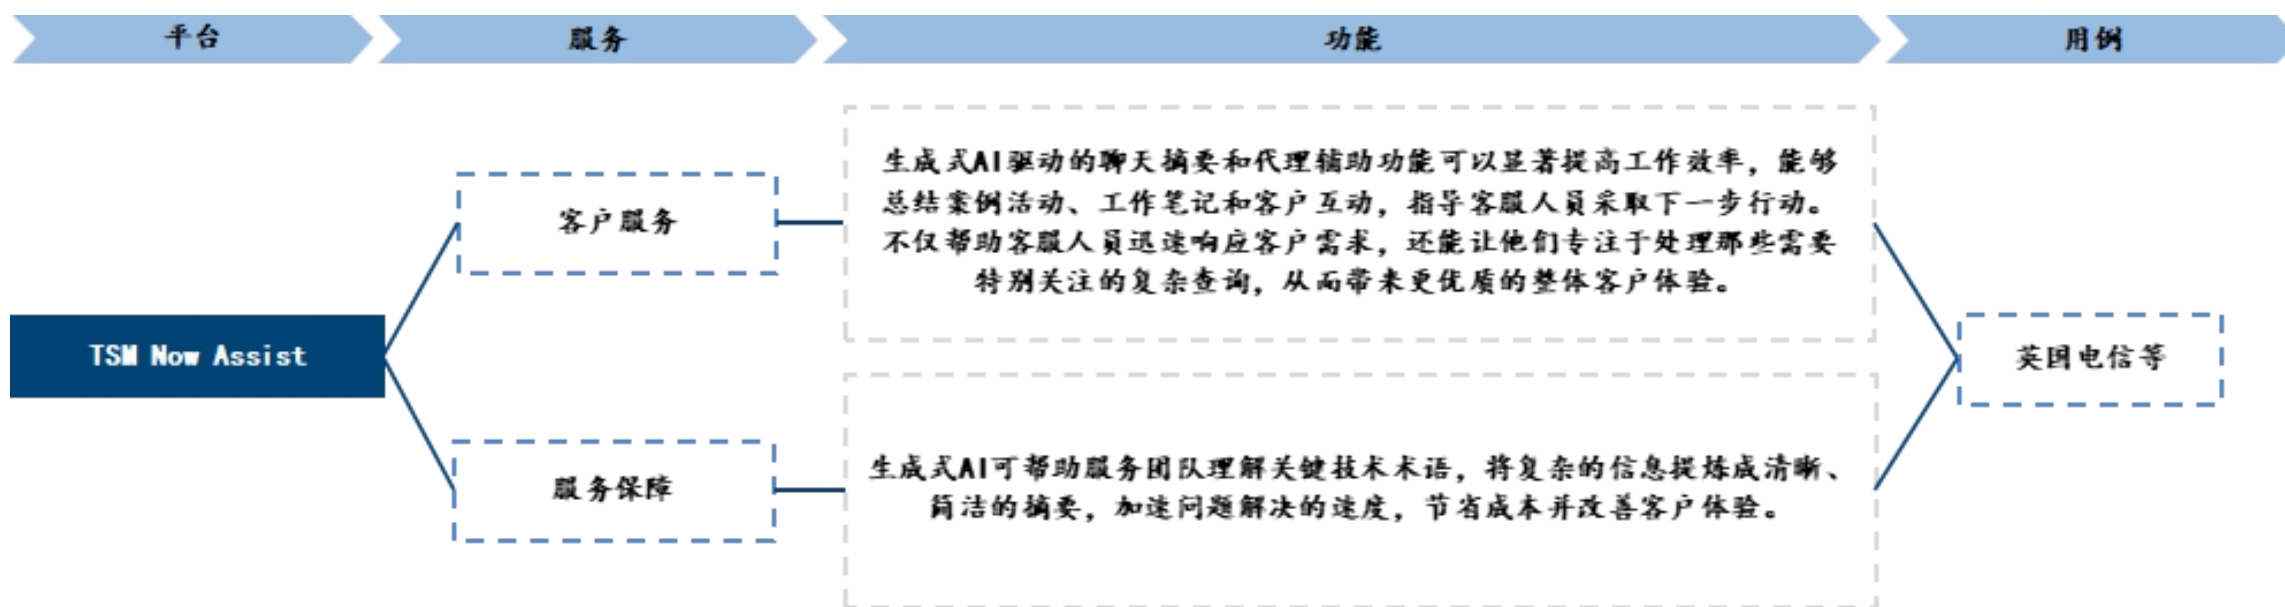 平台
服务
功能
用例
客户服务
生成式AI驱动的聊天摘要和代理辅助功能可以显著提高工作效率，能够
总结案例活动、工作笔记和客户互动，指导客服人员采取下一步行动。
不仅帮助客服人员迅速响应客户需求，还能让他们专注于处理那些需要
特别关注的复杂查询，从而带来更优质的整体客户体验。
TSM Now Assist
英国电信等
服务保障
生成式AI可帮助服务团队理解关键技术术语，将复杂的信息提炼成清晰、
简洁的摘要，加速问题解决的速度，节省成本并改善客户体验。